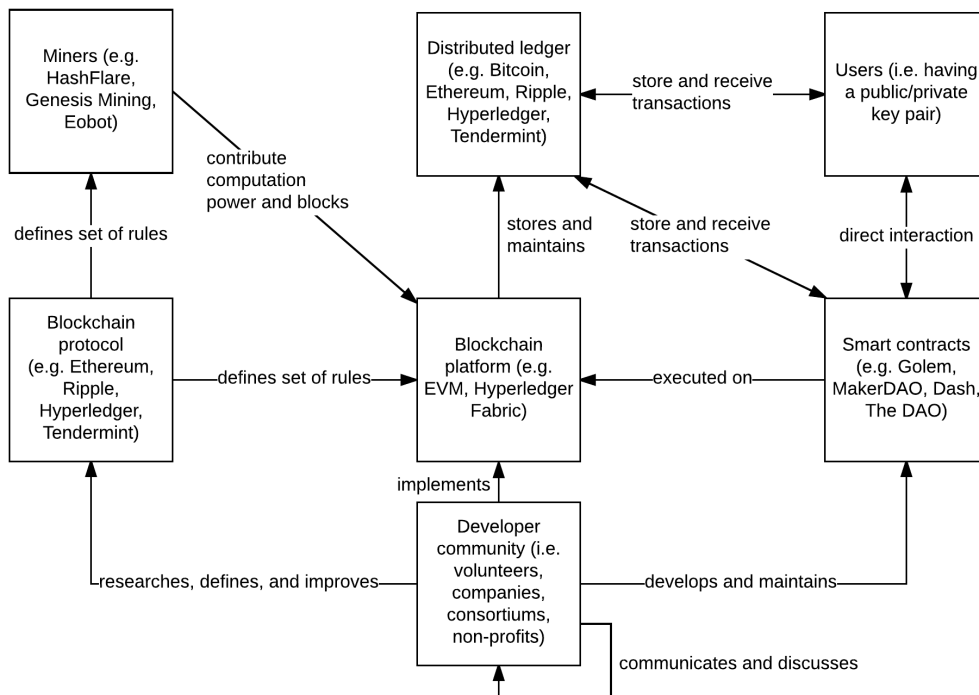 Miners (e.g.
HashFlare,
Genesis Mining,
Eobot)
Distributed ledger
(e.g. Bitcoin,
Ethereum, Ripple,
Hyperledger,
Tendermint)
store and receive
transactions
Users (i.e. having
a public/private
key pair)
contribute
computation
power and blocks
defines set of rules
stores and
maintains
store and receive
transactions
direct interaction
Blockchain
protocol
(e.g. Ethereum,
Ripple,
Hyperledger,
Tendermint)
defines set of rules
Blockchain
platform (e.g.
EVM, Hyperledger
Fabric)
executed on
Smart contracts
(e.g. Golem,
MakerDAO, Dash,
The DAO)
implements
researches, defines, and improves
Developer
community (i.e.
volunteers,
companies,
consortiums,
non-profits)
develops and maintains
communicates and discusses